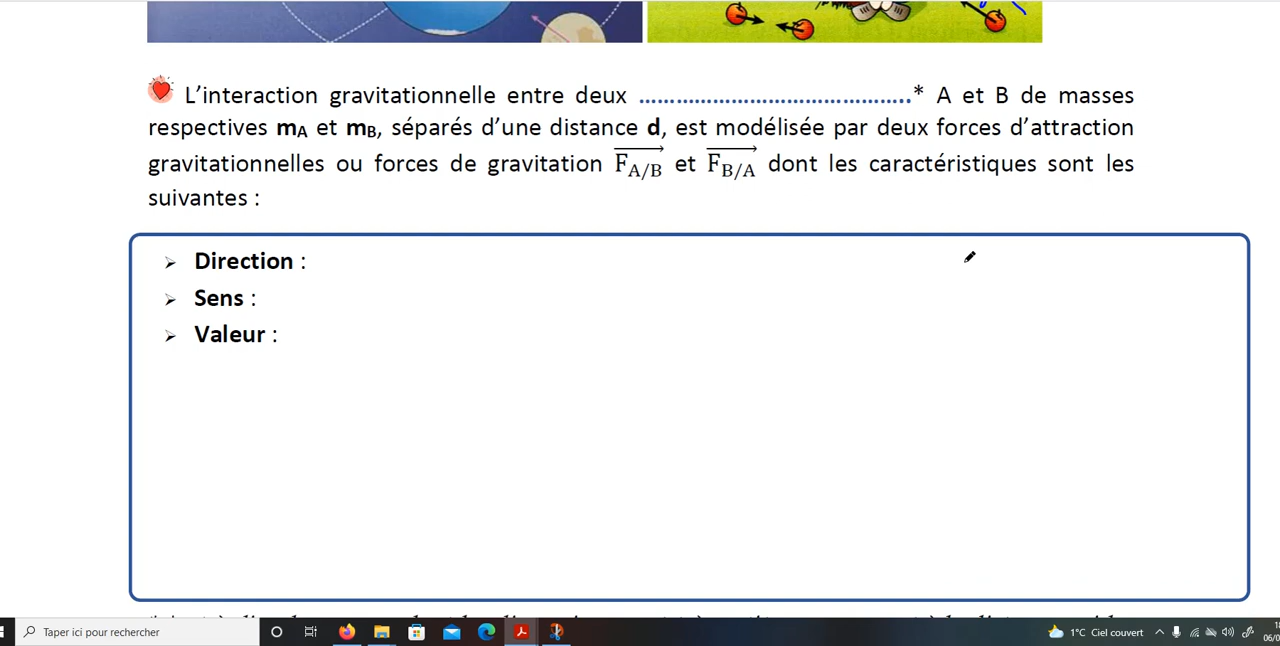 L’interaction gravitationnelle entre deux ............................................* A et B de masses
respectives mA et mB, séparés d’une distance d, est modélisée par deux forces d’attraction
gravitationnelles ou forces de gravitation F A/B et F B/A dont les caractéristiques sont les
suivantes :
➢ Direction :
➢ Sens :
➢ Valeur :
Taper ici pour rechercher
1°C Ciel couvert